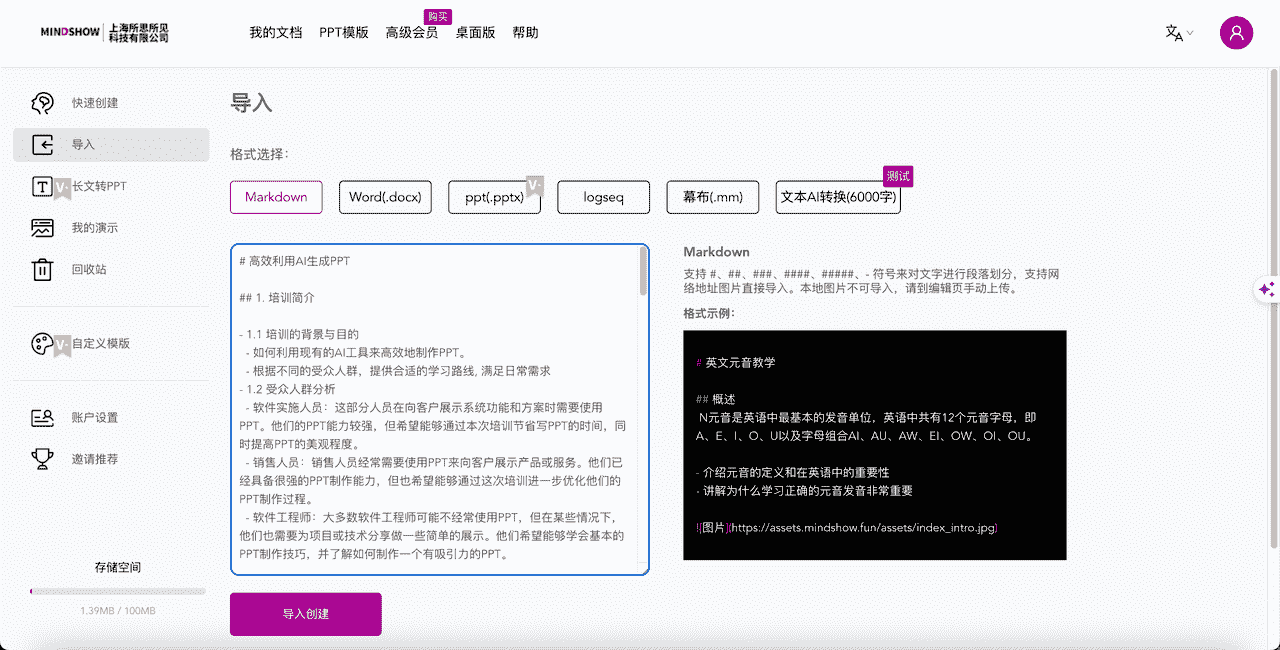 MINDSHOW 上海所思所见
科技有限公司
我的文档 PPT模版 高级会员 购买 桌面版 帮助
快速创建
导入
长文转PPT
我的演示
回收站
自定义模版
账户设置
邀请推荐
存储空间
1.39MB / 100MB
导入
格式选择：
Markdown Word(.docx) ppt(.pptx) V· logseq 幕布(.mm) 文本AI转换(6000字) 测试
# 高效利用AI生成PPT
## 1. 培训简介
- 1.1 培训的背景与目的
- 如何利用现有的AI工具来高效地制作PPT。
- 根据不同的受众人群，提供合适的学习路线, 满足日常需求
- 1.2 受众人群分析
- 软件实施人员：这部分人员在向客户展示系统功能和方案时需要使用
PPT。他们的PPT能力较强，但希望能够通过本次培训节省写PPT的时间，同
时提高PPT的美观程度。
- 销售人员：销售人员经常需要使用PPT来向客户展示产品或服务。他们已
经具备很强的PPT制作能力，但也希望能够通过这次培训进一步优化他们的
PPT制作过程。
- 软件工程师：大多数软件工程师可能不经常使用PPT，但在某些情况下，
他们也需要为项目或技术分享做一些简单的展示。他们希望能够学会基本的
PPT制作技巧，并了解如何制作一个有吸引力的PPT。
导入创建
Markdown
支持 #、##、###、####、#####、- 符号来对文字进行段落划分，支持网
络地址图片直接导入。本地图片不可导入，请到编辑页手动上传。
格式示例：
# 英文元音教学
## 概述
N元音是英语中最基本的发音单位，英语中共有12个元音字母，即
A、E、I、O、U以及字母组合AI、AU、AW、EI、OW、OI、OU。
- 介绍元音的定义和在英语中的重要性
- 讲解为什么学习正确的元音发音非常重要
![图片](https://assets.mindshow.fun/assets/index_intro.jpg)